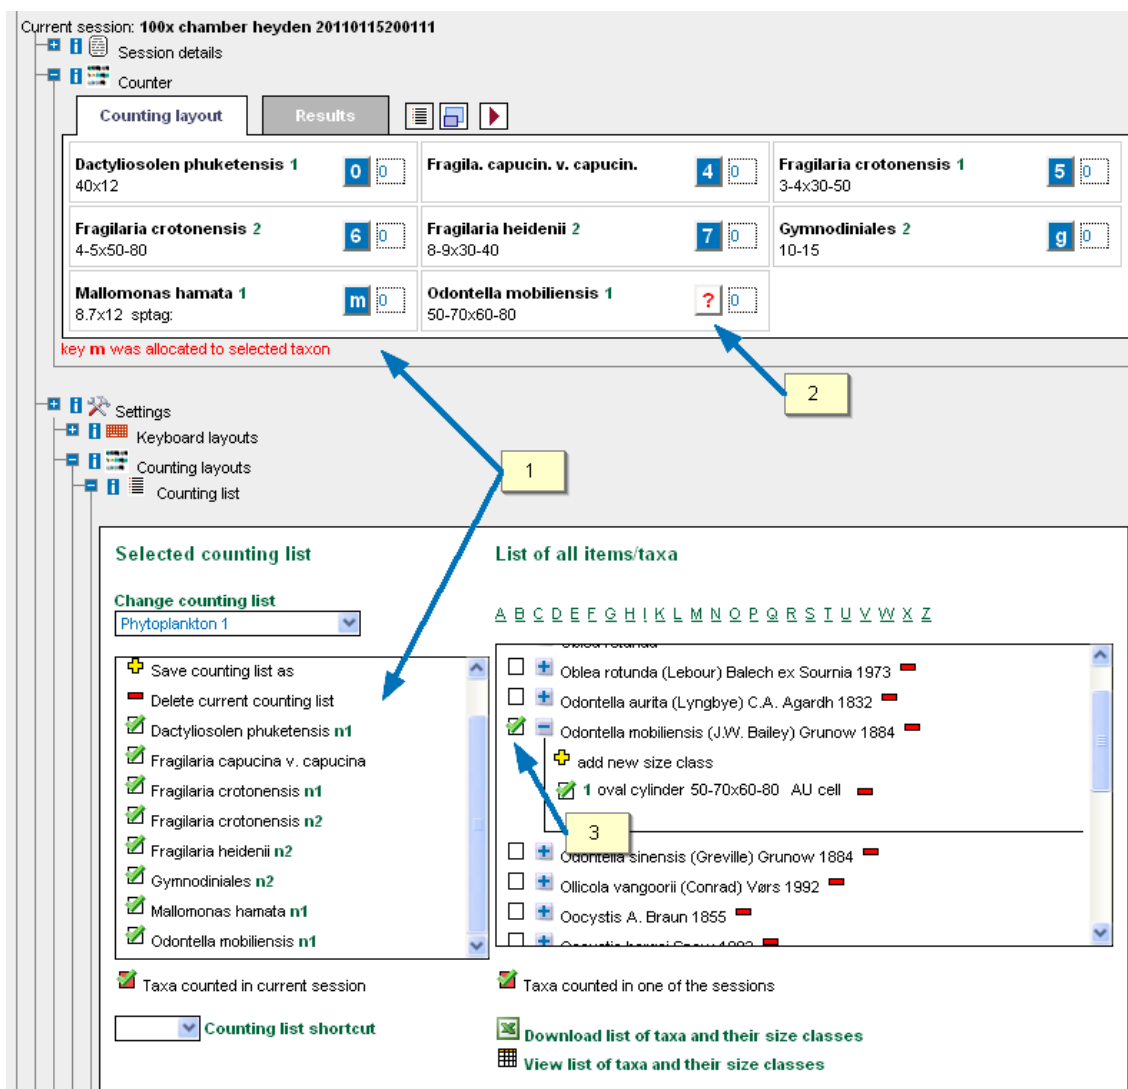 Current session: 100x chamber heyden 20110115200111
Session details
Counter
Counting layout Results
Dactyliosolen phuketensis 1 0 0 Fragila. capucin. v. capucin. 4 0 Fragilaria crotonensis 1 5 0
40x12 3-4x30-50
Fragilaria crotonensis 2 6 0 Fragilaria heidenii 2 7 0 Gymnodiniales 2 g 0
4-5x50-80 8-9x30-40 10-15
Mallomonas hamata 1 m 0 Odontella mobiliensis 1 ? 0
8.7x12 sptag: 50-70x60-80
key m was allocated to selected taxon
2
Settings
Keyboard layouts
Counting layouts
1
Counting list
Selected counting list List of all items/taxa
Change counting list
Phytoplankton 1
A B C D E F G H I K L M N O P Q R S T U V W X Z
Oblea rotunda
Save counting list as
Oblea rotunda (Lebour) Balech ex Sournia 1973
Delete current counting list
Odontella aurita (Lyngbye) C.A. Agardh 1832
Dactyliosolen phuketensis n1
Odontella mobiliensis (J.W. Bailey) Grunow 1884
Fragilaria capucina v. capucina
add new size class
Fragilaria crotonensis n1
1 oval cylinder 50-70x60-80 AU cell
Fragilaria crotonensis n2
3
Fragilaria heidenii n2
Odontella sinensis (Greville) Grunow 1884
Gymnodiniales n2
Ollicola vangoorii (Conrad) Vørs 1992
Mallomonas hamata n1
Oocystis A. Braun 1855
Odontella mobiliensis n1
Taxa counted in current session Taxa counted in one of the sessions
Counting list shortcut
Download list of taxa and their size classes
View list of taxa and their size classes